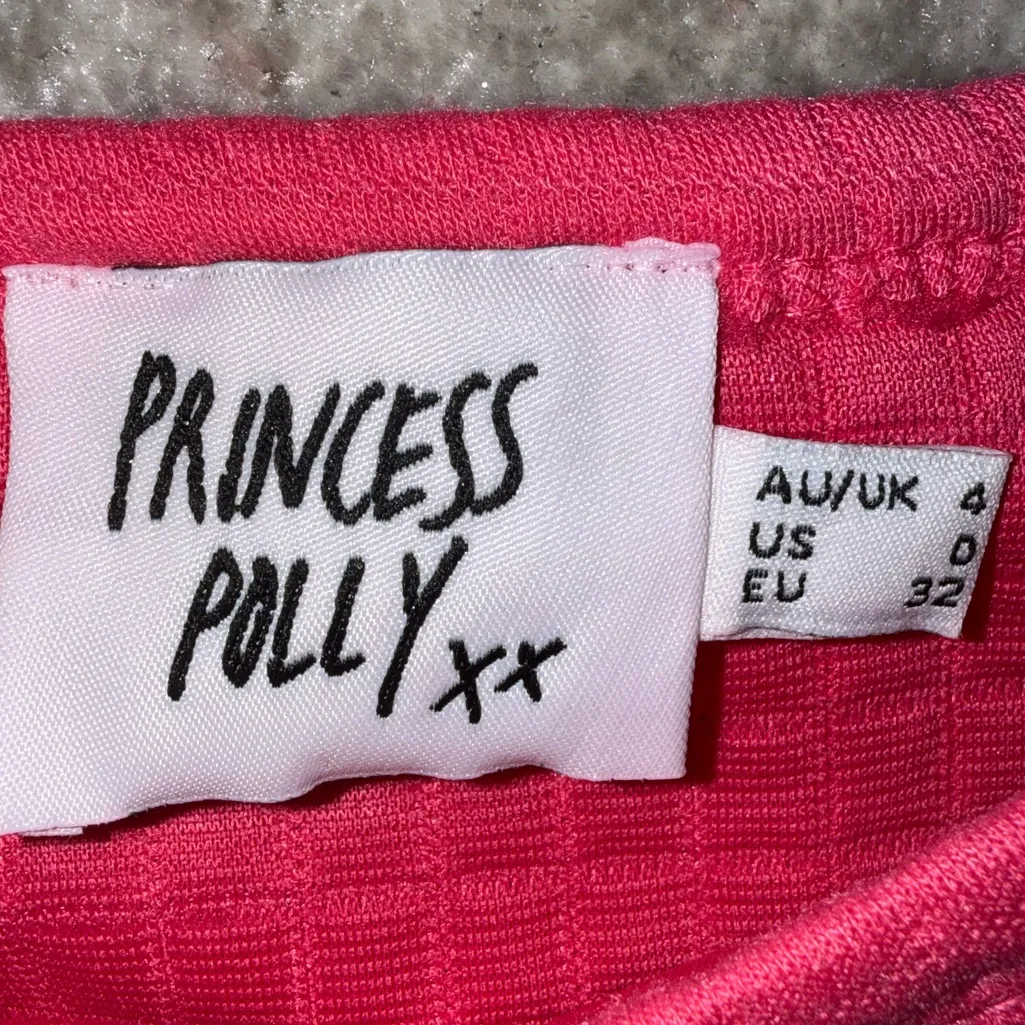 PRINCESS
POLLY xx
AU/UK 4
US 0
EU 32